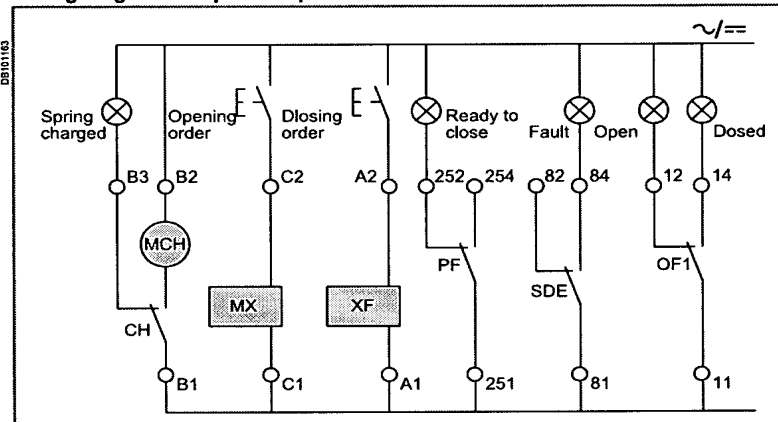 DB101163
~/==
Spring charged
Opening order
Dlosing order
Ready to close
Fault
Open
Dosed
B3
B2
C2
A2
252
254
82
84
12
14
MCH
PF
OF1
SDE
MX
XF
CH
B1
C1
A1
251
81
11